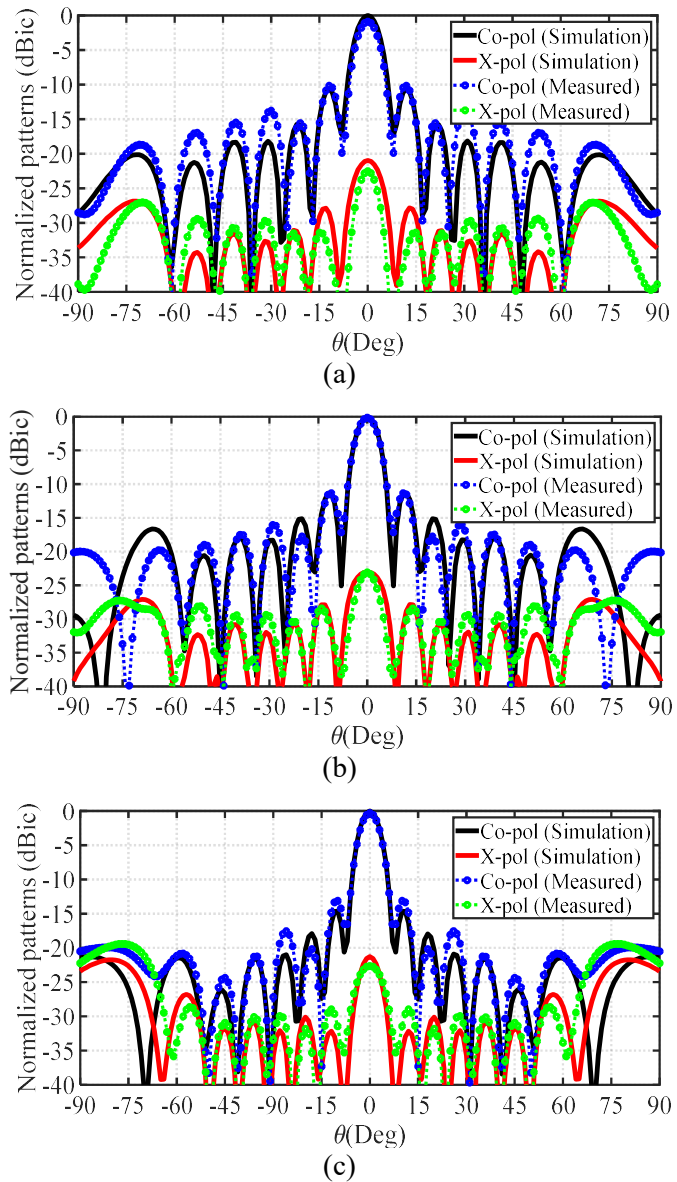 Normalized patterns (dBic)
0
-5
-10
-15
-20
-25
-30
-35
-40
Co-pol (Simulation)
X-pol (Simulation)
Co-pol (Measured)
X-pol (Measured)
-90 -75 -60 -45 -30 -15 0 15 30 45 60 75 90
θ(Deg)
(a)
Normalized patterns (dBic)
0
-5
-10
-15
-20
-25
-30
-35
-40
Co-pol (Simulation)
X-pol (Simulation)
Co-pol (Measured)
X-pol (Measured)
-90 -75 -60 -45 -30 -15 0 15 30 45 60 75 90
θ(Deg)
(b)
Normalized patterns (dBic)
0
-5
-10
-15
-20
-25
-30
-35
-40
Co-pol (Simulation)
X-pol (Simulation)
Co-pol (Measured)
X-pol (Measured)
-90 -75 -60 -45 -30 -15 0 15 30 45 60 75 90
θ(Deg)
(c)